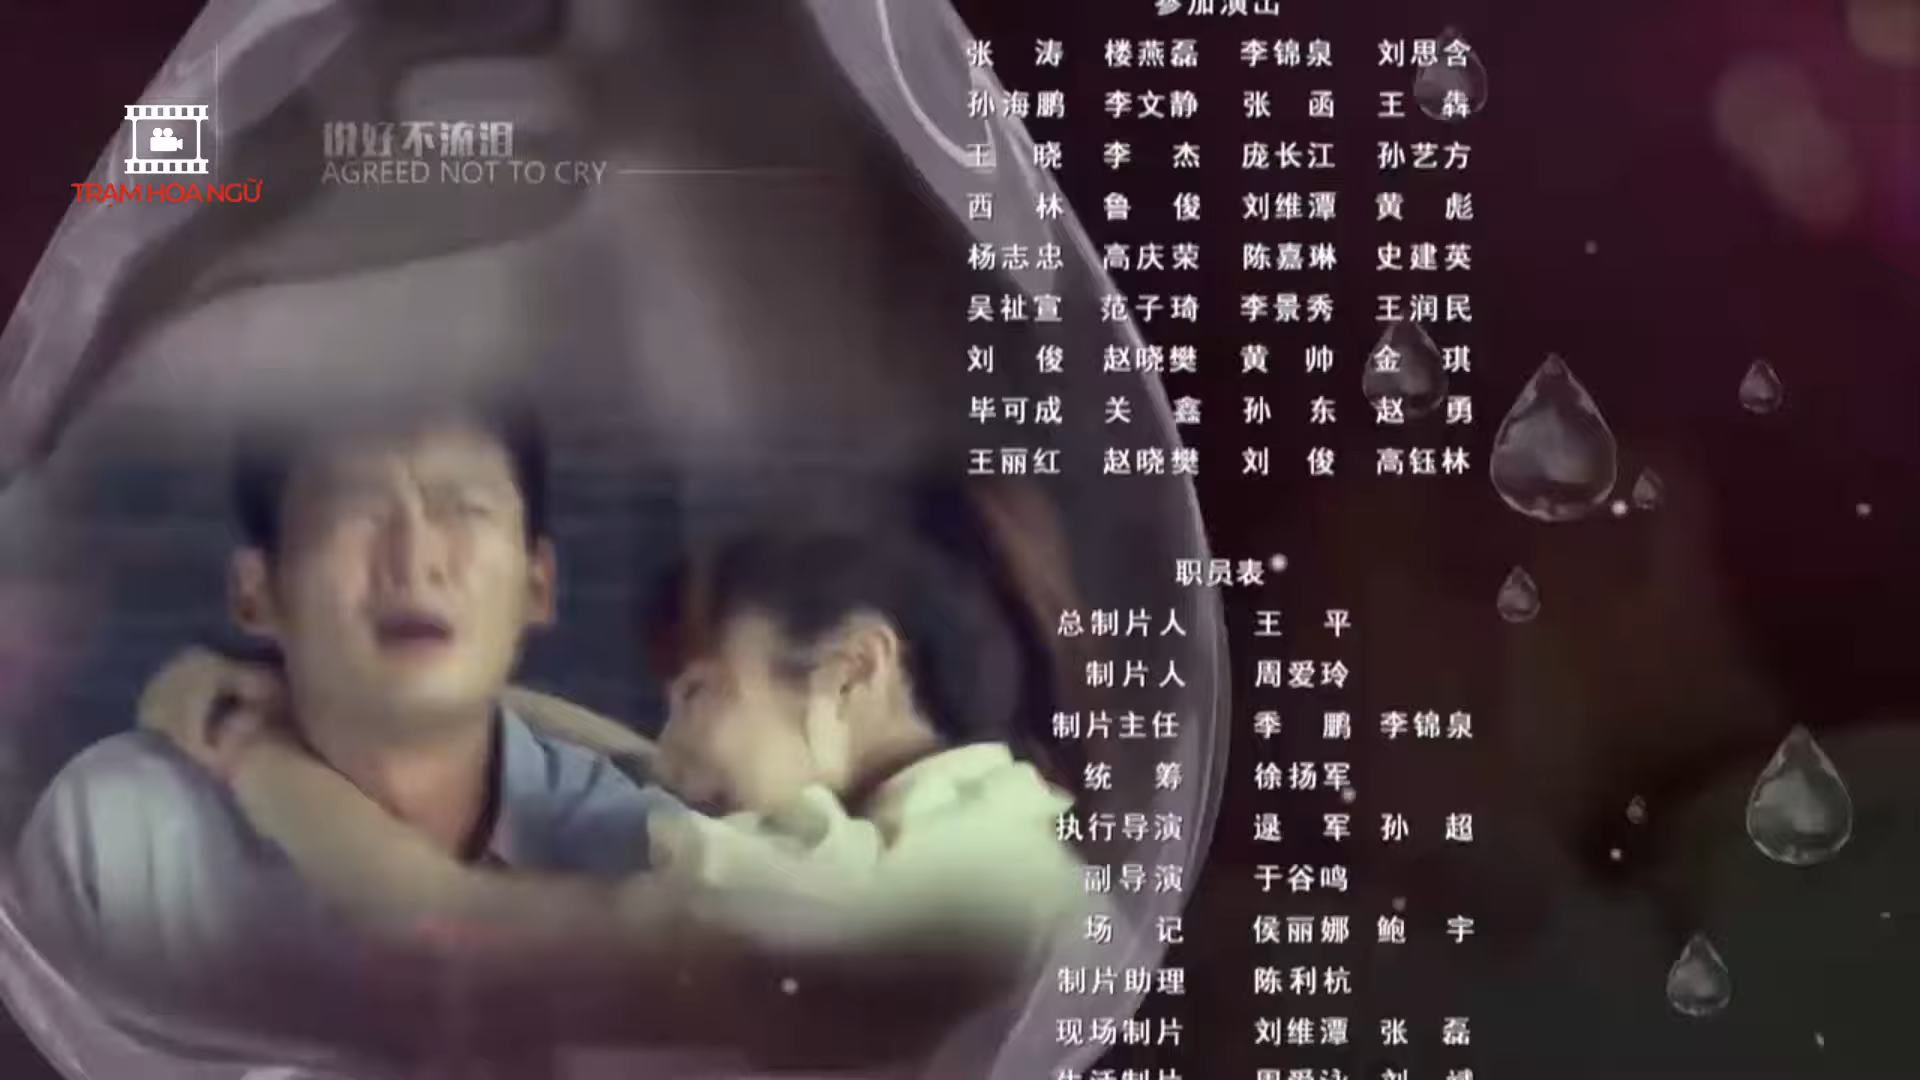 参加演出
张 涛 楼燕磊 李锦泉 刘思含
孙海鹏 李文静 张 函 王 犇
王 晓 李 杰 庞长江 孙艺方
西 林 鲁 俊 刘维潭 黄 彪
杨志忠 高庆荣 陈嘉琳 史建英
吴祉宣 范子琦 李景秀 王润民
刘 俊 赵晓樊 黄 帅 金 琪
毕可成 关 鑫 孙 东 赵 勇
王丽红 赵晓樊 刘 俊 高钰林
说好不流泪
AGREED NOT TO CRY
TRẠM HOA NGỮ
职员表
总制片人 王 平
制片人 周爱玲
制片主任 季 鹏 李锦泉
统 筹 徐扬军
执行导演 逯 军 孙 超
副导演 于谷鸣
场 记 侯丽娜 鲍 宇
制片助理 陈利杭
现场制片 刘维潭 张 磊
生活制片 周爱泳 刘